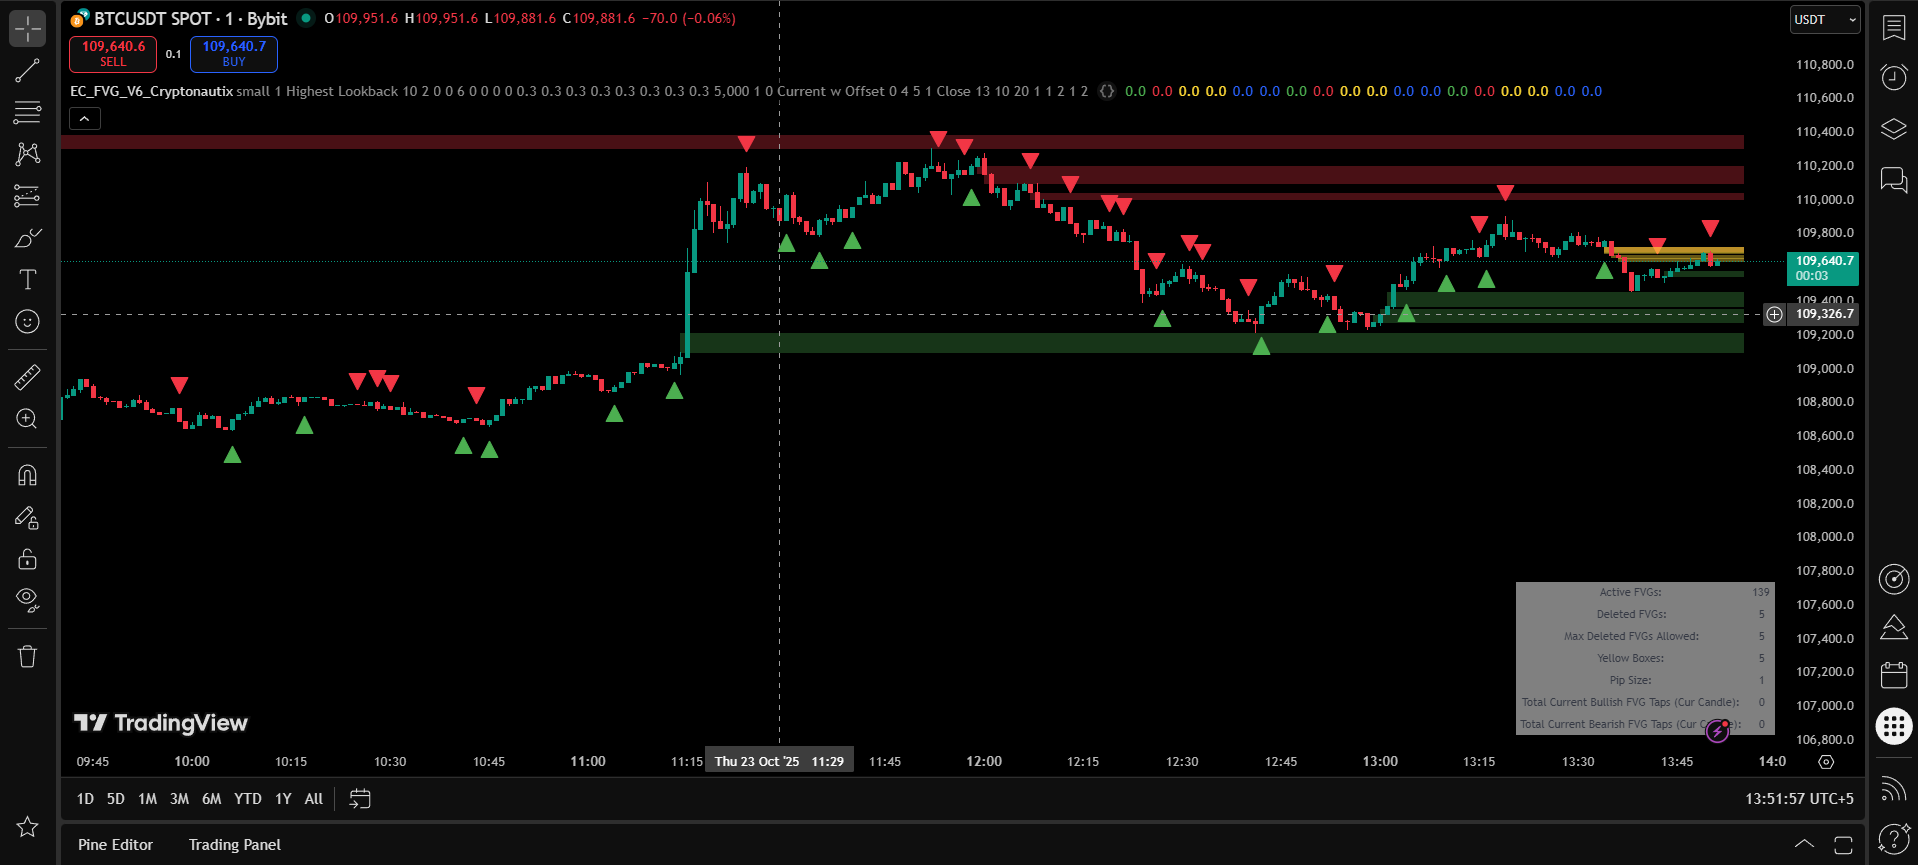 BTCUSDT SPOT · 1 · Bybit O109,951.6 H109,951.6 L109,881.6 C109,881.6 −70.0 (−0.06%)
USDT
109,640.6
SELL
0.1
109,640.7
BUY
EC_FVG_V6_Cryptonautix small 1 Highest Lookback 10 2 0 0 6 0 0 0 0 0.3 0.3 0.3 0.3 0.3 0.3 0.3 0.3 5,000 1 0 Current w Offset 0 4 5 1 Close 13 10 20 1 1 2 1 2 0.0 0.0 0.0 0.0 0.0 0.0 0.0 0.0 0.0 0.0 0.0 0.0 0.0 0.0 0.0 0.0 0.0 0.0
110,800.0
110,600.0
110,400.0
110,200.0
110,000.0
109,800.0
109,640.7
00:03
109,400.0
109,326.7
109,200.0
109,000.0
108,800.0
108,600.0
108,400.0
108,200.0
108,000.0
107,800.0
107,600.0
107,400.0
107,200.0
107,000.0
106,800.0
Active FVGs: 139
Deleted FVGs: 5
Max Deleted FVGs Allowed: 5
Yellow Boxes: 5
Pip Size: 1
Total Current Bullish FVG Taps (Cur Candle): 0
Total Current Bearish FVG Taps (Cur Candle): 0
TradingView
09:45 10:00 10:15 10:30 10:45 11:00 11:15 Thu 23 Oct '25 11:29 11:45 12:00 12:15 12:30 12:45 13:00 13:15 13:30 13:45 14:0
1D 5D 1M 3M 6M YTD 1Y All
13:51:57 UTC+5
Pine Editor Trading Panel